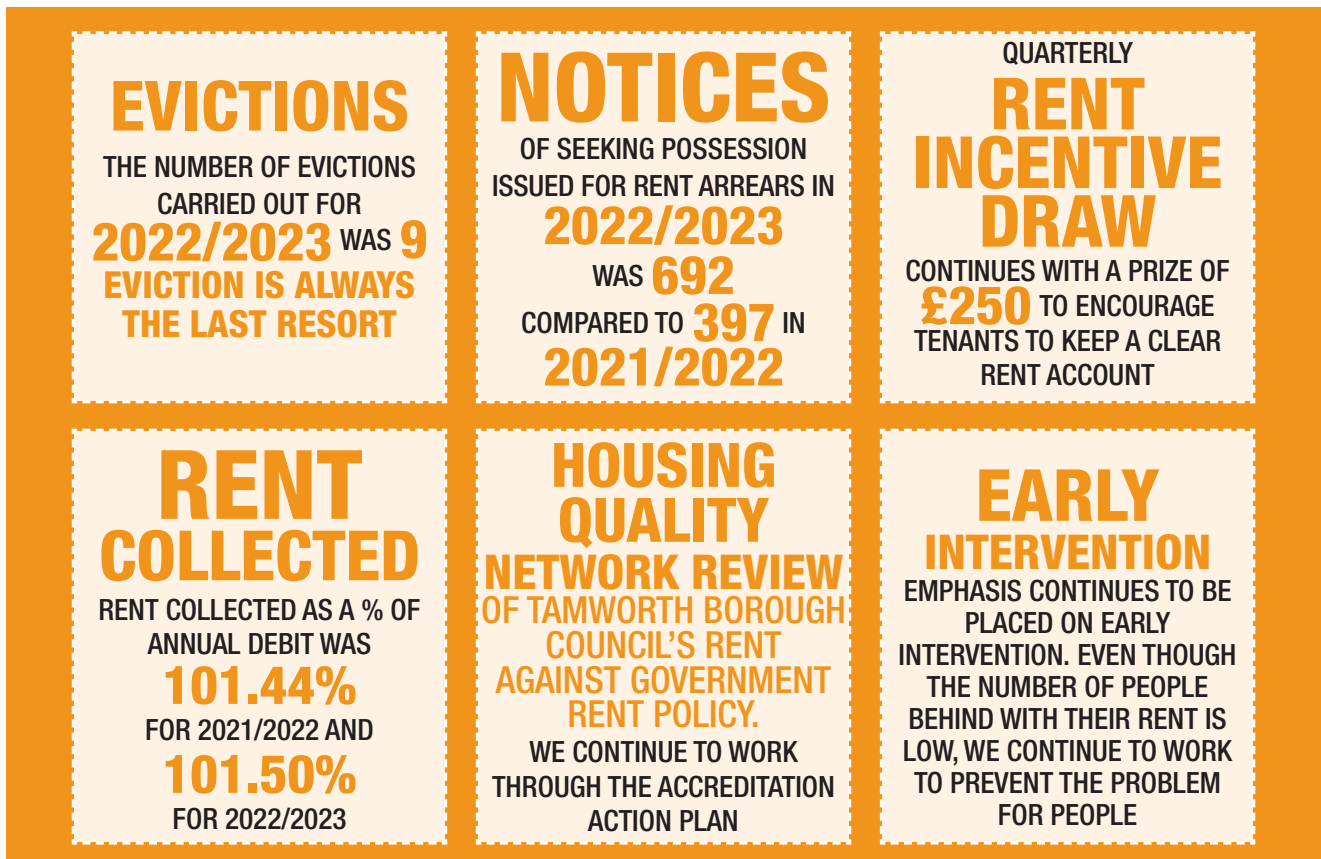 EVICTIONS
THE NUMBER OF EVICTIONS
CARRIED OUT FOR
2022/2023 WAS 9
EVICTION IS ALWAYS
THE LAST RESORT
NOTICES
OF SEEKING POSSESSION
ISSUED FOR RENT ARREARS IN
2022/2023
WAS 692
COMPARED TO 397 IN
2021/2022
QUARTERLY
RENT
INCENTIVE
DRAW
CONTINUES WITH A PRIZE OF
£250 TO ENCOURAGE
TENANTS TO KEEP A CLEAR
RENT ACCOUNT
RENT
COLLECTED
RENT COLLECTED AS A % OF
ANNUAL DEBIT WAS
101.44%
FOR 2021/2022 AND
101.50%
FOR 2022/2023
HOUSING
QUALITY
NETWORK REVIEW
OF TAMWORTH BOROUGH
COUNCIL'S RENT
AGAINST GOVERNMENT
RENT POLICY.
WE CONTINUE TO WORK
THROUGH THE ACCREDITATION
ACTION PLAN
EARLY
INTERVENTION
EMPHASIS CONTINUES TO BE
PLACED ON EARLY
INTERVENTION. EVEN THOUGH
THE NUMBER OF PEOPLE
BEHIND WITH THEIR RENT IS
LOW, WE CONTINUE TO WORK
TO PREVENT THE PROBLEM
FOR PEOPLE